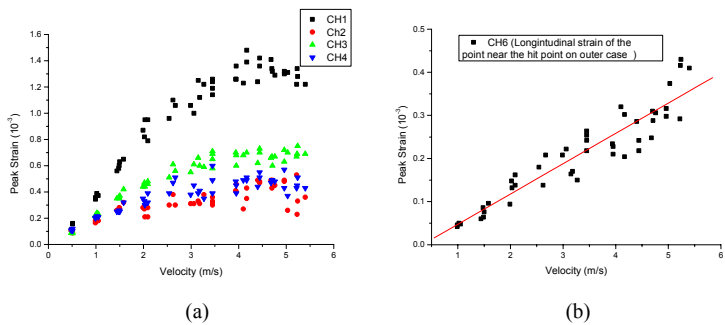 (a)
CH1
Ch2
CH3
CH4
Peak Strain (10⁻³)
1.6
1.4
1.2
1.0
0.8
0.6
0.4
0.2
0.0
0 1 2 3 4 5 6
Velocity (m/s)
(a)
(b)
CH6 (Longintudinal strain of the
point near the hit point on outer case )
Peak Strain (10⁻³)
0.5
0.4
0.3
0.2
0.1
0.0
1 2 3 4 5 6
Velocity (m/s)
(b)